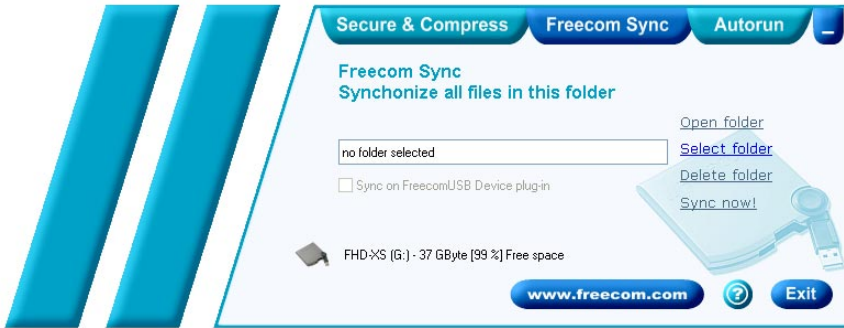 Secure & Compress Freecom Sync Autorun _
Freecom Sync
Synchonize all files in this folder
Open folder
no folder selected
Select folder
Sync on FreecomUSB Device plug-in
Delete folder
Sync now!
FHD-XS (G:) - 37 GByte [99 %] Free space
www.freecom.com ? Exit